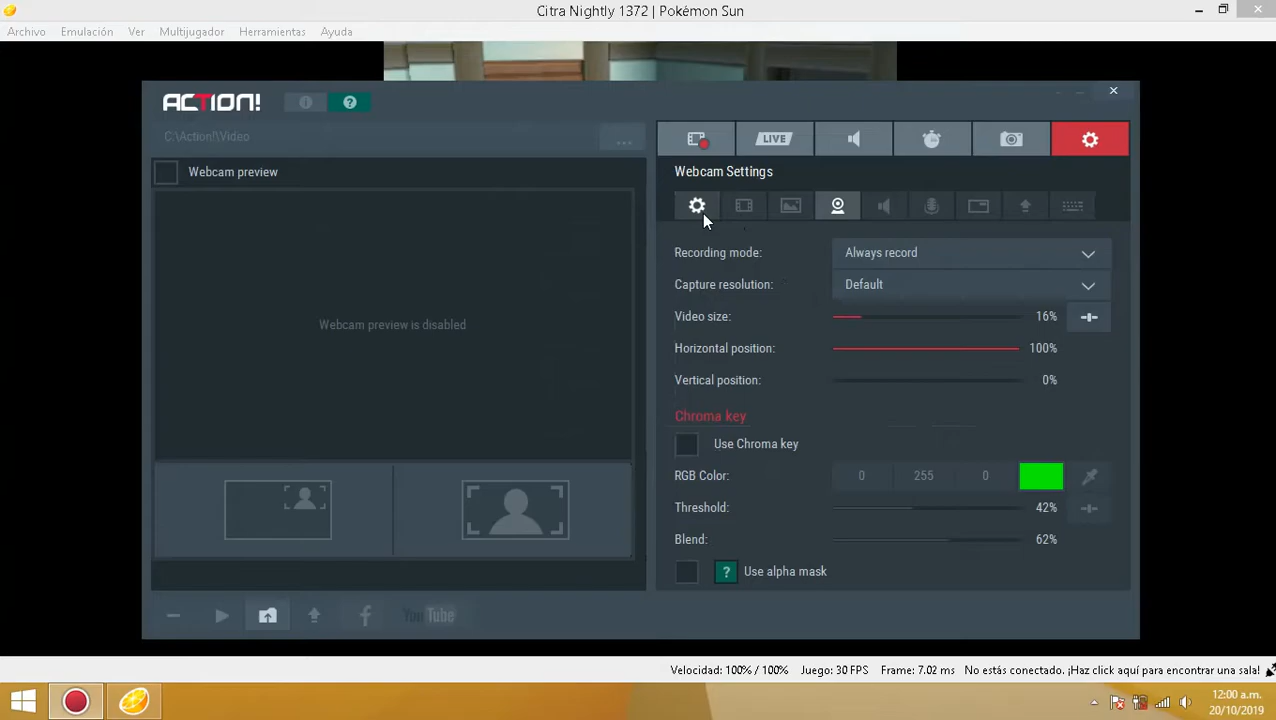 Citra Nightly 1372 | Pokémon Sun
Archivo Emulación Ver Multijugador Herramientas Ayuda
ACTION!
C:\Action!\Video
...
LIVE
Webcam preview
Webcam Settings
Recording mode: Always record
Capture resolution: Default
Video size: 16%
Webcam preview is disabled
Horizontal position: 100%
Vertical position: 0%
Chroma key
Use Chroma key
RGB Color: 0 255 0
Threshold: 42%
Blend: 62%
? Use alpha mask
You Tube
Velocidad: 100% / 100% Juego: 30 FPS Frame: 7.02 ms No estás conectado. ¡Haz click aquí para encontrar una sala!
12:00 a.m.
20/10/2019